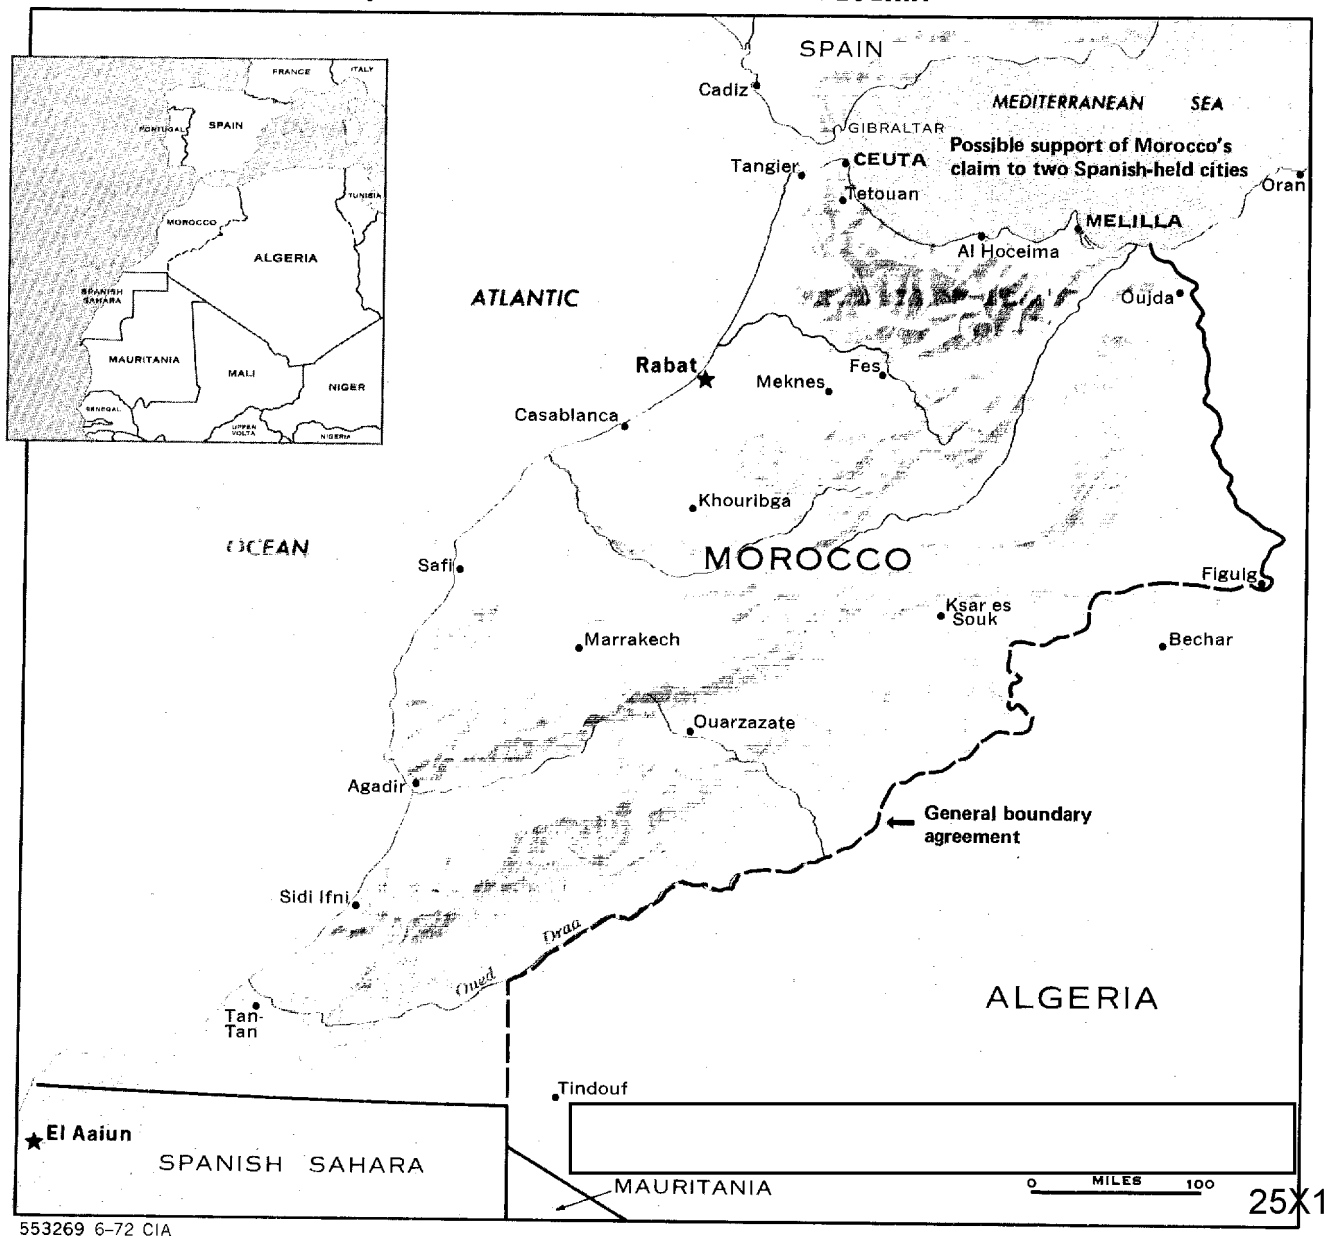 FRANCE
ITALY
PORTUGAL
SPAIN
TUNISIA
MOROCCO
ALGERIA
SPANISH
SAHARA
MAURITANIA
MALI
NIGER
SENEGAL
UPPER
VOLTA
NIGERIA
SPAIN
Cadiz
MEDITERRANEAN SEA
GIBRALTAR
Possible support of Morocco's
claim to two Spanish-held cities
Tangier
CEUTA
Oran
Tetouan
MELILLA
Al Hoceima
ATLANTIC
Oujda
Rabat
Fes
Meknes
Casablanca
Khouribga
OCEAN
MOROCCO
Safi
Figuig
Ksar es
Souk
Marrakech
Bechar
Ouarzazate
Agadir
General boundary
agreement
Sidi Ifni
Oued Draa
ALGERIA
Tan-
Tan
Tindouf
El Aaiun
SPANISH SAHARA
MAURITANIA
0 MILES 100
25X1
553269 6-72 CIA